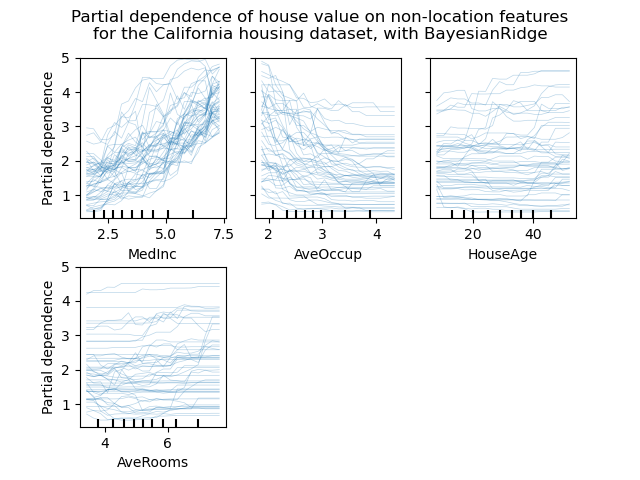 Partial dependence of house value on non-location features
for the California housing dataset, with BayesianRidge
5
4
3
2
1
Partial dependence
2.5 5.0 7.5
MedInc
2 3 4
AveOccup
20 40
HouseAge
5
4
3
2
1
Partial dependence
4 6
AveRooms